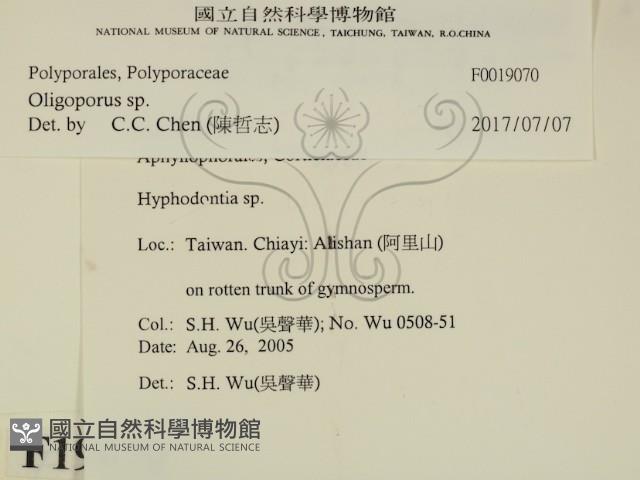 國立自然科學博物館
NATIONAL MUSEUM OF NATURAL SCIENCE, TAICHUNG, TAIWAN, R.O.CHINA
Polyporales, Polyporaceae F0019070
Oligoporus sp.
Det. by C.C. Chen (陳哲志) 2017/07/07
Aphyllophorales, Corticiaceae
Hyphodontia sp.
Loc.: Taiwan. Chiayi: Alishan (阿里山)
on rotten trunk of gymnosperm.
Col.: S.H. Wu(吳聲華); No. Wu 0508-51
Date: Aug. 26, 2005
Det.: S.H. Wu(吳聲華)
國立自然科學博物館
NATIONAL MUSEUM OF NATURAL SCIENCE
F19